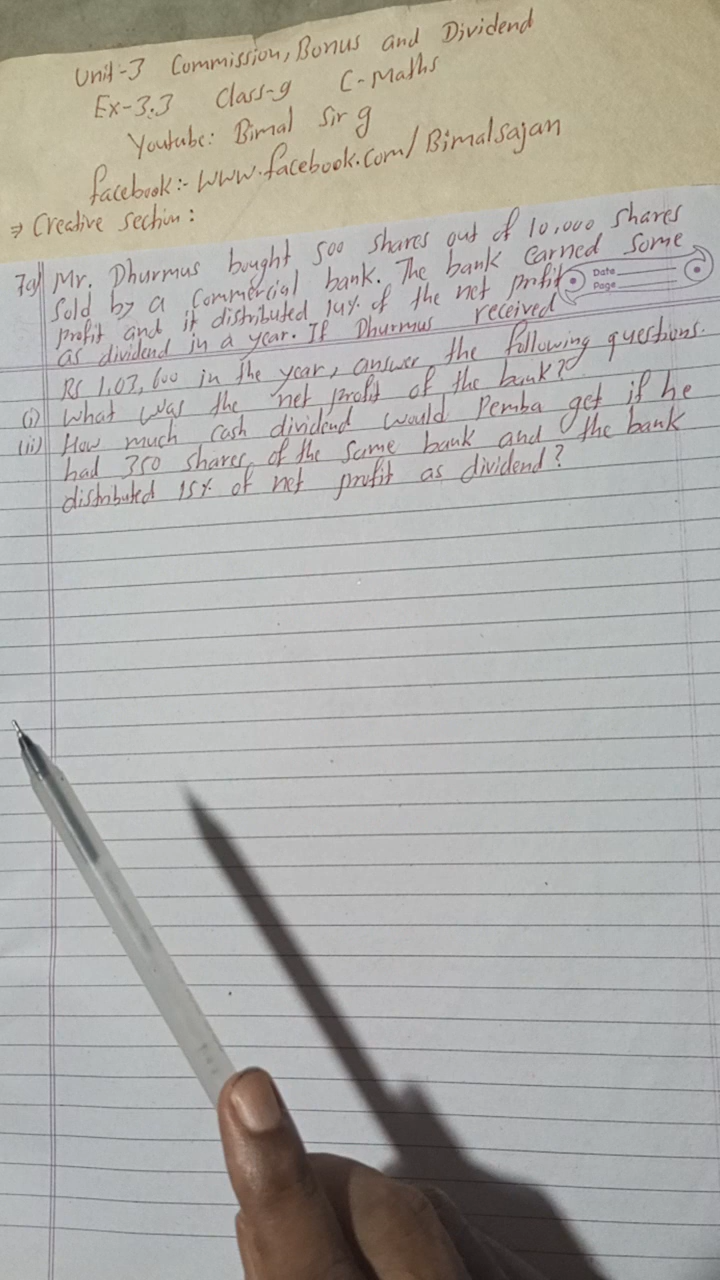 Unit-3 Commission, Bonus and Dividend
Ex-3.3 Class-9 C-Maths
Youtube: Bimal Sir g
facebook:- www.facebook.com/Bimalsajan
⇒ Creative section:
7a) Mr. Dhurmus bought 500 shares out of 10,000 shares
sold by a commercial bank. The bank earned some
profit and it distributed 14% of the net profit
as dividend in a year. If Dhurmus received
Rs 1,07,600 in the year, answer the following questions.
(i) What was the net profit of the bank?
(ii) How much cash dividend would Pemba get if he
had 350 shares of the same bank and the bank
distributed 15% of net profit as dividend?
Date
Page